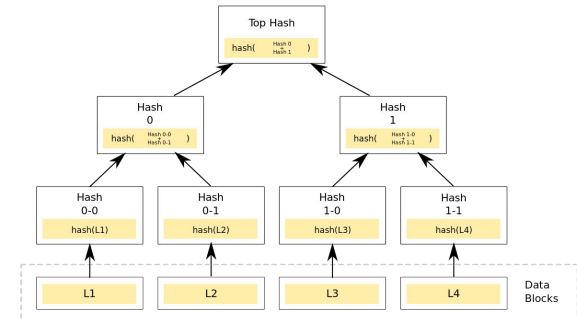 Top Hash
hash( Hash 0 + Hash 1 )
Hash
0
hash( Hash 0-0 + Hash 0-1 )
Hash
1
hash( Hash 1-0 + Hash 1-1 )
Hash
0-0
hash(L1)
Hash
0-1
hash(L2)
Hash
1-0
hash(L3)
Hash
1-1
hash(L4)
L1
L2
L3
L4
Data
Blocks